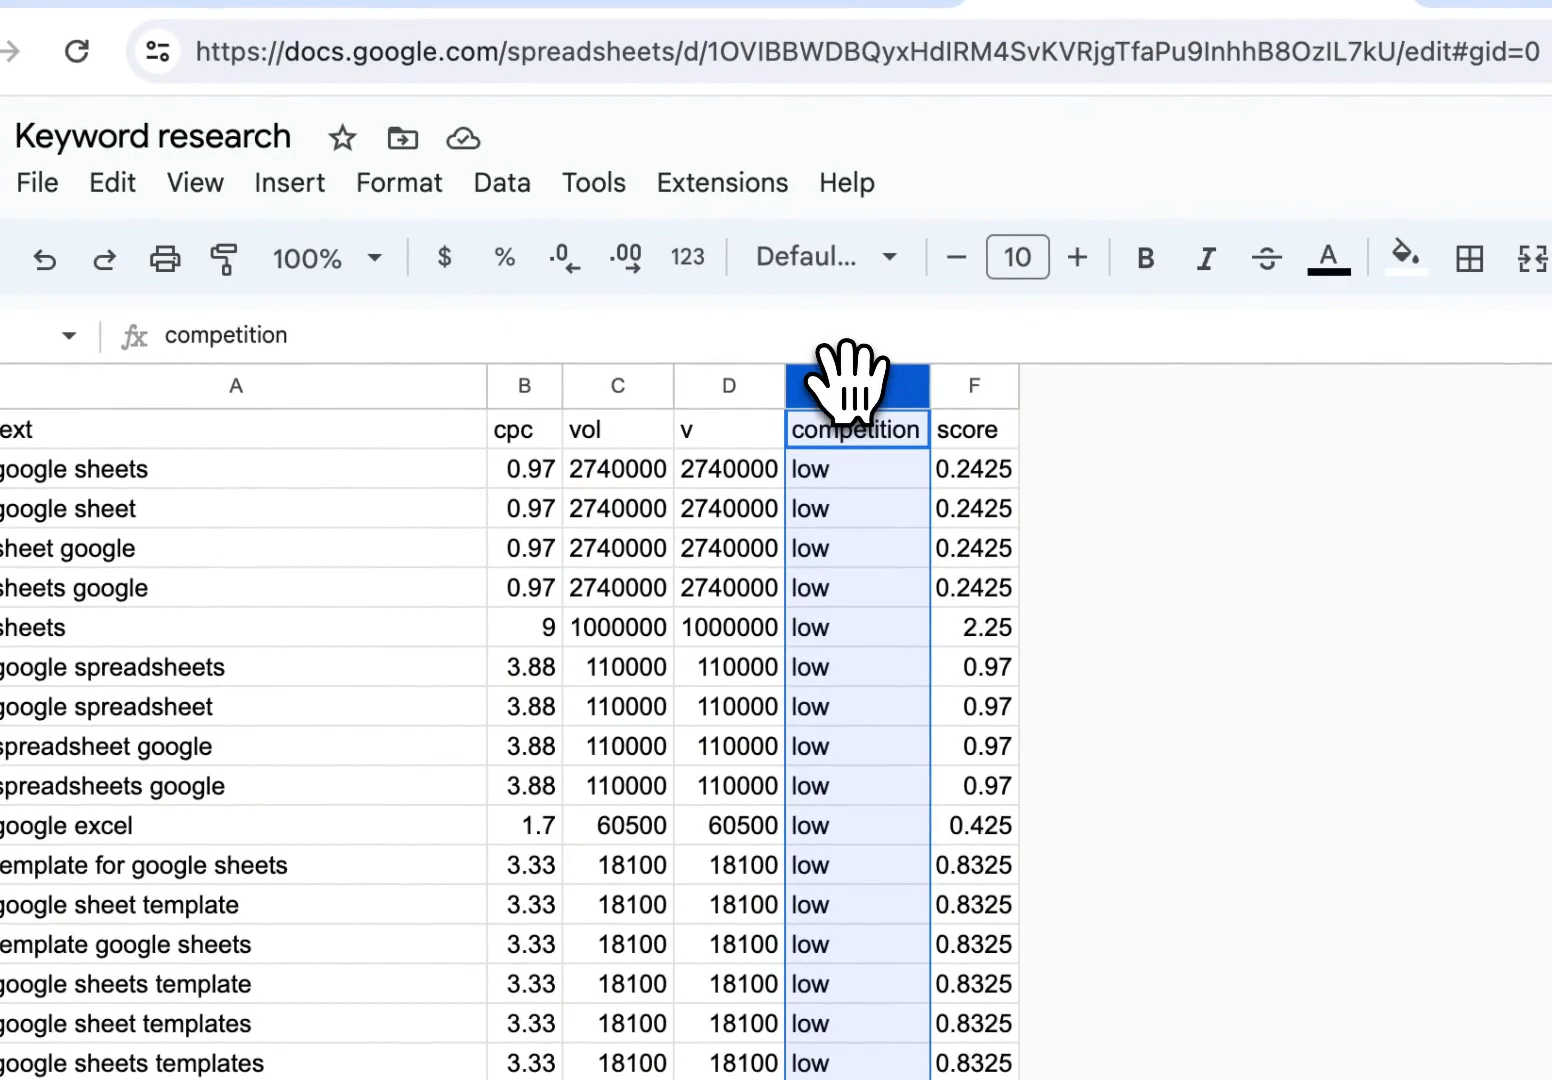 https://docs.google.com/spreadsheets/d/1OVIBBWDBQyxHdIRM4SvKVRjgTfaPu9InhhB8OzIL7kU/edit#gid=0
Keyword research
File Edit View Insert Format Data Tools Extensions Help
100% $ % .0 .00 123 Defaul... − 10 + B I S A
fx competition
A B C D F
ext cpc vol v competition score
google sheets 0.97 2740000 2740000 low 0.2425
google sheet 0.97 2740000 2740000 low 0.2425
sheet google 0.97 2740000 2740000 low 0.2425
sheets google 0.97 2740000 2740000 low 0.2425
sheets 9 1000000 1000000 low 2.25
google spreadsheets 3.88 110000 110000 low 0.97
google spreadsheet 3.88 110000 110000 low 0.97
spreadsheet google 3.88 110000 110000 low 0.97
spreadsheets google 3.88 110000 110000 low 0.97
google excel 1.7 60500 60500 low 0.425
emplate for google sheets 3.33 18100 18100 low 0.8325
google sheet template 3.33 18100 18100 low 0.8325
emplate google sheets 3.33 18100 18100 low 0.8325
google sheets template 3.33 18100 18100 low 0.8325
google sheet templates 3.33 18100 18100 low 0.8325
google sheets templates 3.33 18100 18100 low 0.8325